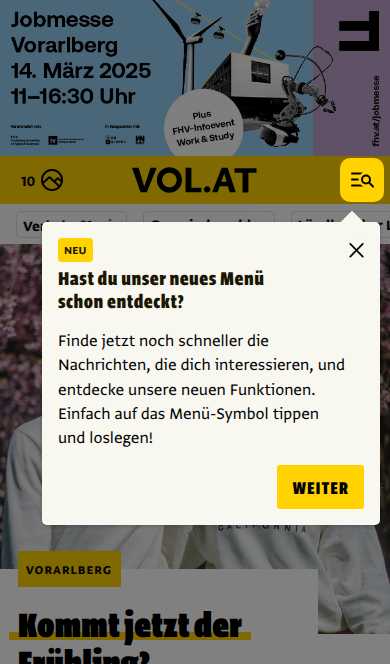 Jobmesse
Vorarlberg
14. März 2025
11–16:30 Uhr
Plus
FHV-Infoevent
Work & Study
fhv.at/jobmesse
10
VOL.AT
NEU
Hast du unser neues Menü
schon entdeckt?
Finde jetzt noch schneller die
Nachrichten, die dich interessieren, und
entdecke unsere neuen Funktionen.
Einfach auf das Menü-Symbol tippen
und loslegen!
WEITER
CALIFORNIA
VORARLBERG
Kommt jetzt der
Frühling?